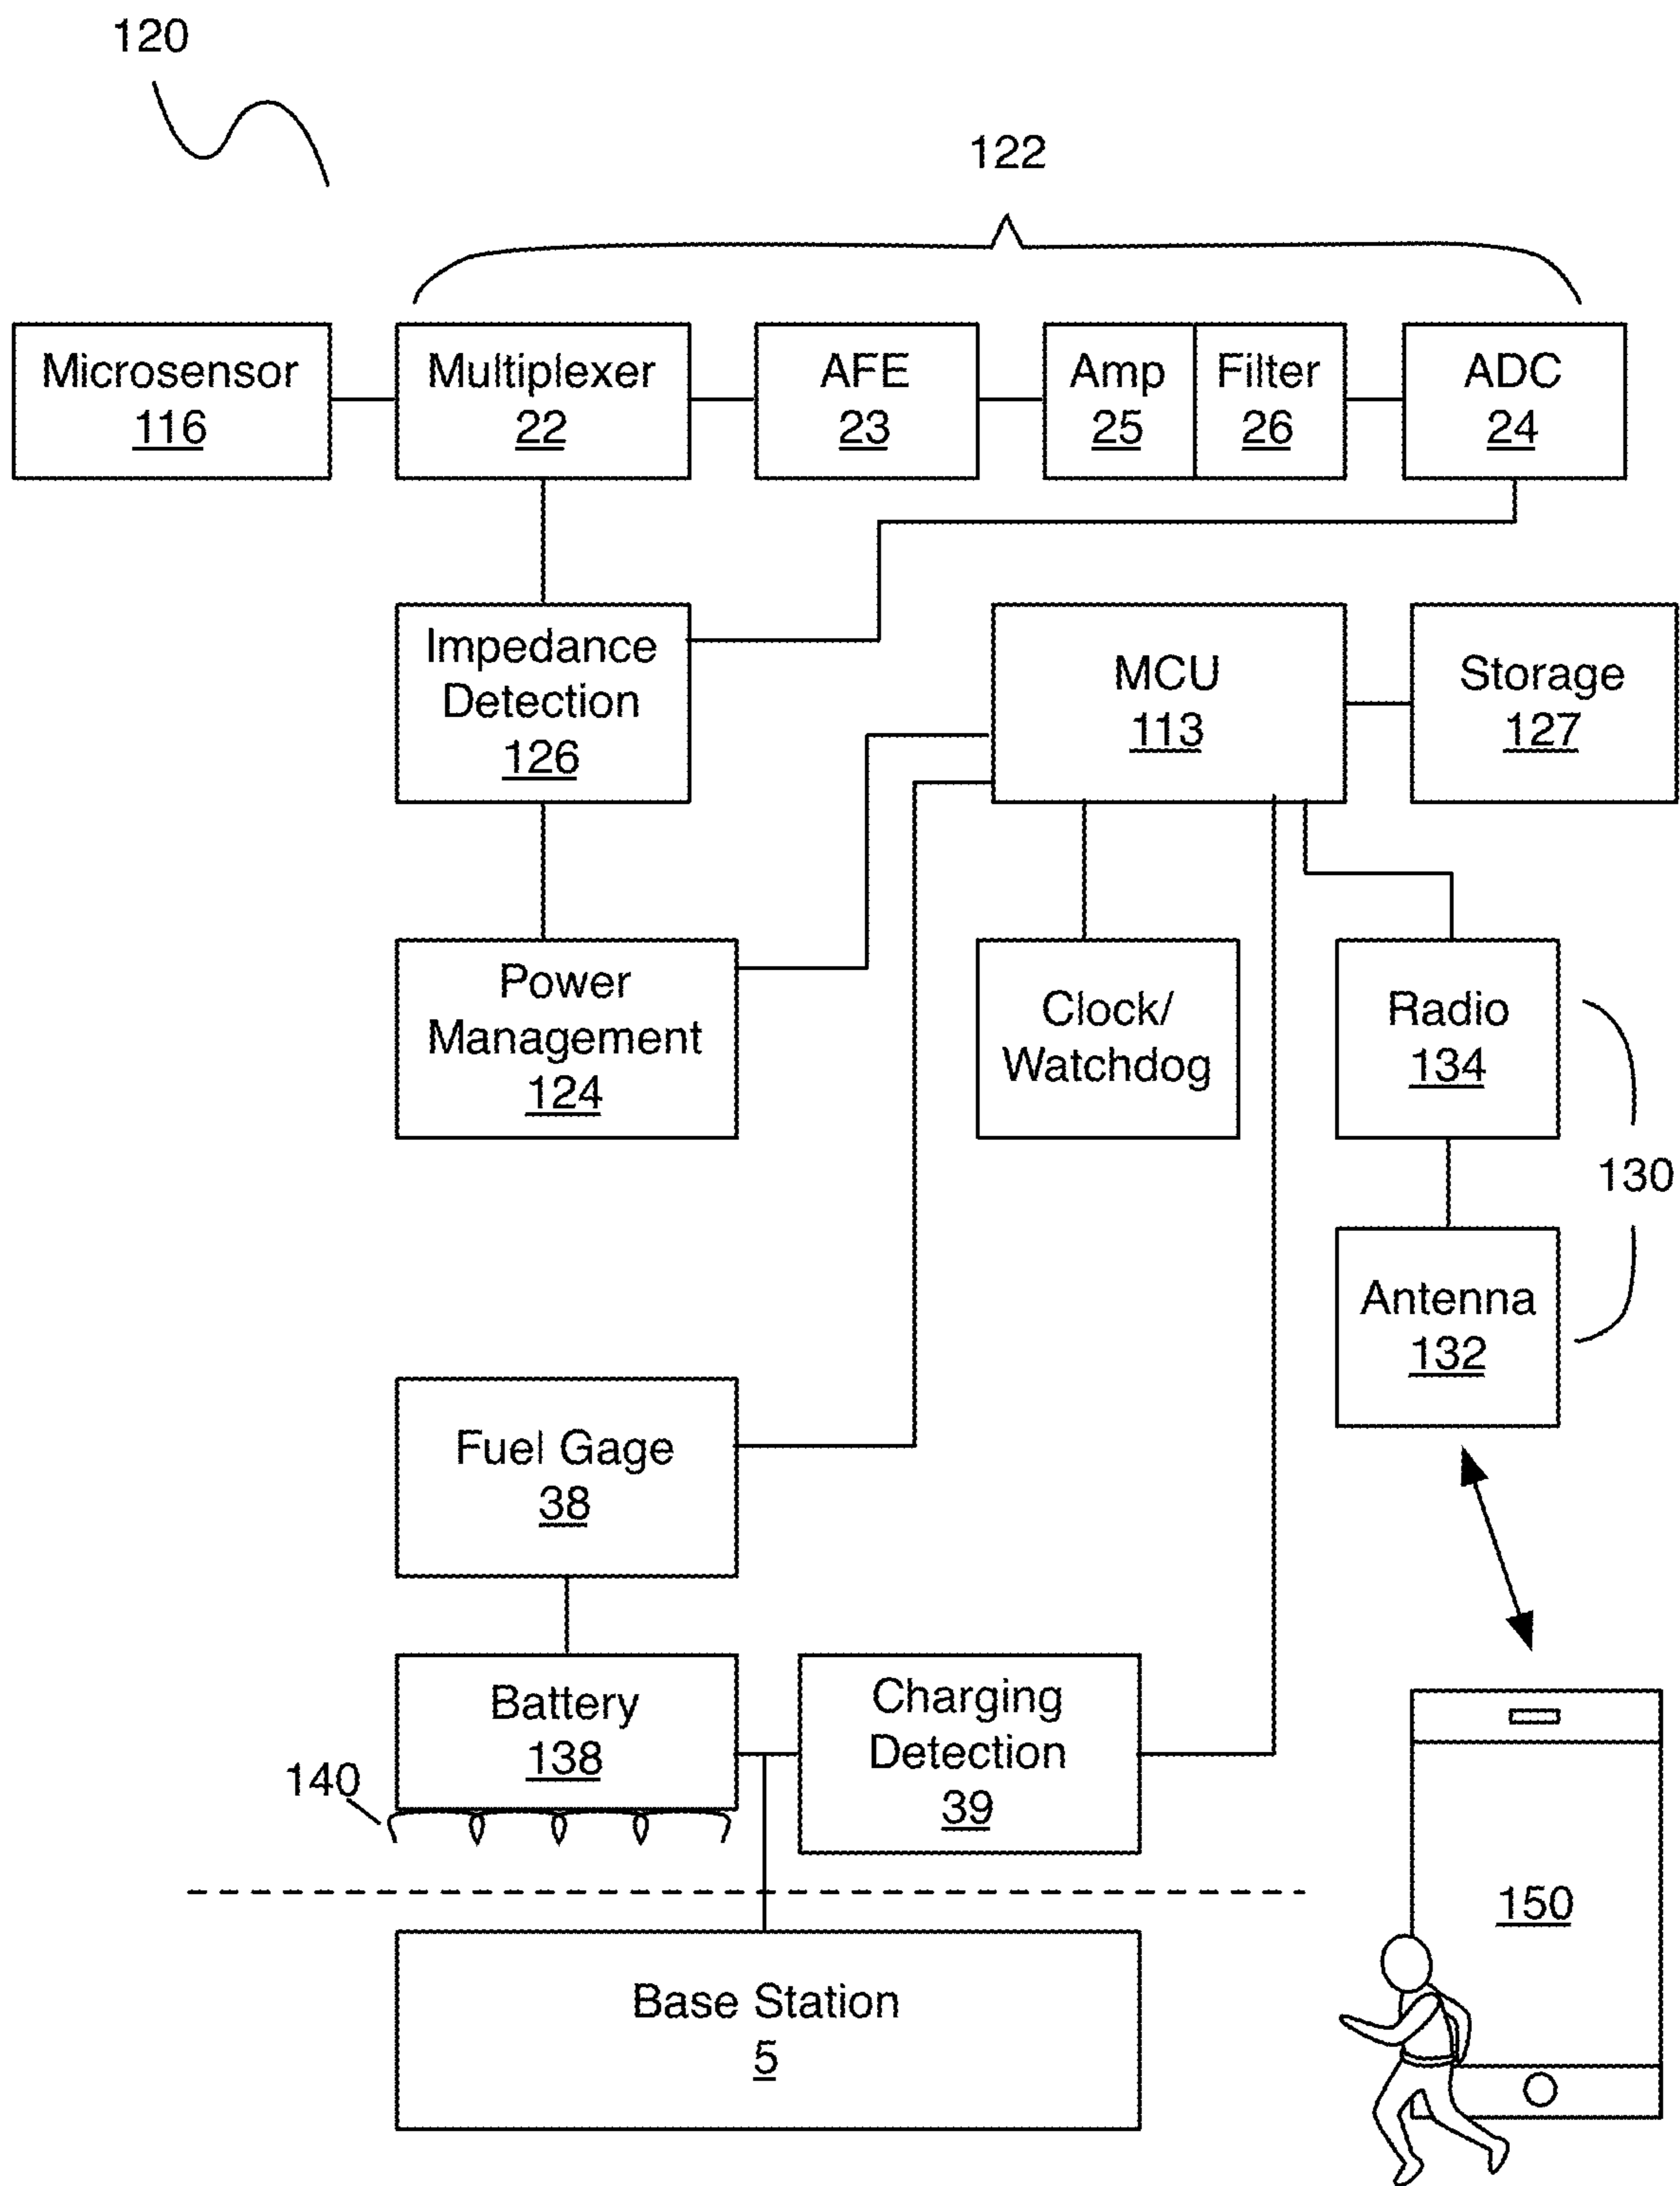 120
122
Microsensor
116
Multiplexer
22
AFE
23
Amp
25
Filter
26
ADC
24
Impedance
Detection
126
MCU
113
Storage
127
Power
Management
124
Clock/
Watchdog
Radio
134
130
Antenna
132
Fuel Gage
38
Battery
138
Charging
Detection
39
140
150
Base Station
5